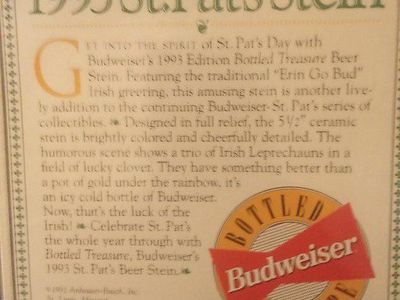 1993 St. Pats Stein
GET INTO THE SPIRIT of St. Pat's Day with
Budweiser's 1993 Edition Bottled Treasure Beer
Stein. Featuring the traditional "Erin Go Bud"
Irish greeting, this amusing stein is another live-
ly addition to the continuing Budweiser St. Pat's series of
collectibles. Designed in full relief, the 5½" ceramic
stein is brightly colored and cheerfully detailed. The
humorous scene shows a trio of Irish Leprechauns in a
field of lucky clover. They have something better than
a pot of gold under the rainbow, it's
an icy cold bottle of Budweiser.
Now, that's the luck of the
Irish! Celebrate St. Pat's
the whole year through with
Bottled Treasure, Budweiser's
1993 St. Pat's Beer Stein.
©1992 Anheuser-Busch, Inc.
BOTTLED
Budweiser